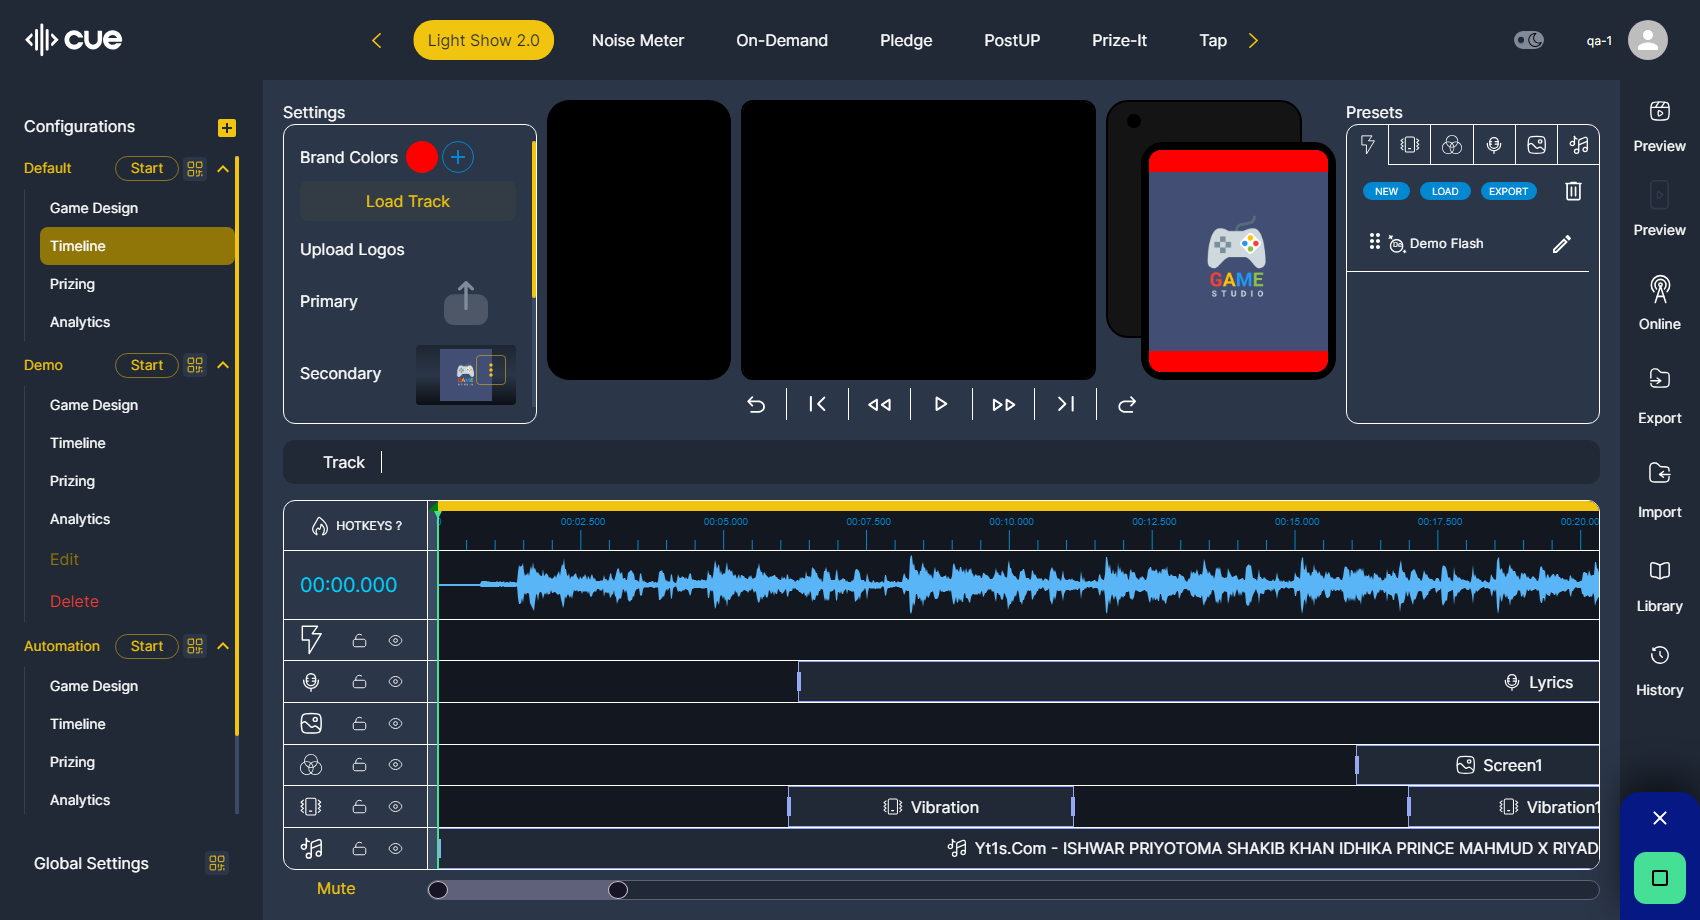 cue
Light Show 2.0
Noise Meter
On-Demand
Pledge
PostUP
Prize-It
Tap
qa-1
Configurations
Default
Start
Game Design
Timeline
Prizing
Analytics
Demo
Start
Game Design
Timeline
Prizing
Analytics
Edit
Delete
Automation
Start
Game Design
Timeline
Prizing
Analytics
Global Settings
Settings
Brand Colors
Load Track
Upload Logos
Primary
Secondary
GAME
GAME
STUDIO
Presets
NEW
LOAD
EXPORT
De
Demo Flash
Preview
Preview
Online
Export
Import
Library
History
Track
HOTKEYS ?
0
00:02.500
00:05.000
00:07.500
00:10.000
00:12.500
00:15.000
00:17.500
00:20.00
00:00.000
Lyrics
Screen1
Vibration
Vibration1
Yt1s.Com - ISHWAR PRIYOTOMA SHAKIB KHAN IDHIKA PRINCE MAHMUD X RIYAD
Mute